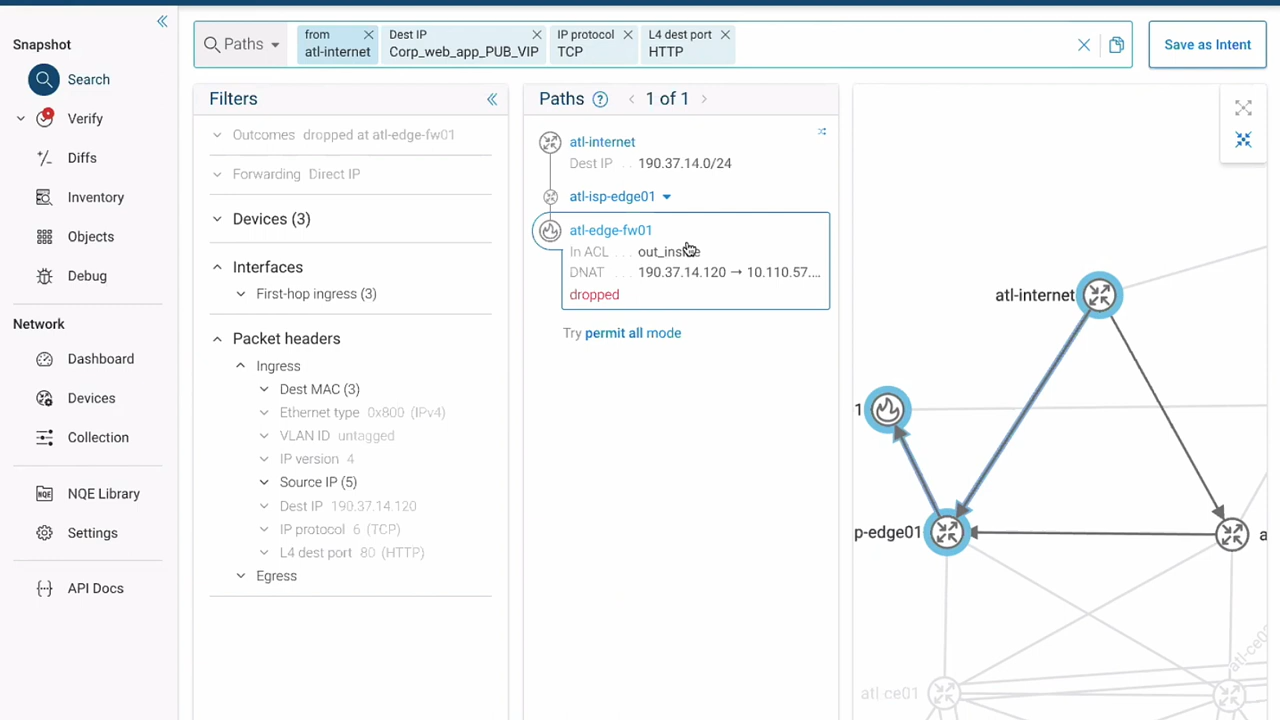 Snapshot
Search
Verify
Diffs
Inventory
Objects
Debug
Network
Dashboard
Devices
Collection
NQE Library
Settings
API Docs
Paths
from
atl-internet
Dest IP
Corp_web_app_PUB_VIP
IP protocol
TCP
L4 dest port
HTTP
Save as Intent
Filters
Outcomes dropped at atl-edge-fw01
Forwarding Direct IP
Devices (3)
Interfaces
First-hop ingress (3)
Packet headers
Ingress
Dest MAC (3)
Ethernet type 0x800 (IPv4)
VLAN ID untagged
IP version 4
Source IP (5)
Dest IP 190.37.14.120
IP protocol 6 (TCP)
L4 dest port 80 (HTTP)
Egress
Paths ? 1 of 1
atl-internet
Dest IP .. 190.37.14.0/24
atl-isp-edge01
atl-edge-fw01
In ACL ... out_inside
DNAT ... 190.37.14.120 → 10.110.57....
dropped
Try permit all mode
atl-internet
1
p-edge01
a
atl ce01